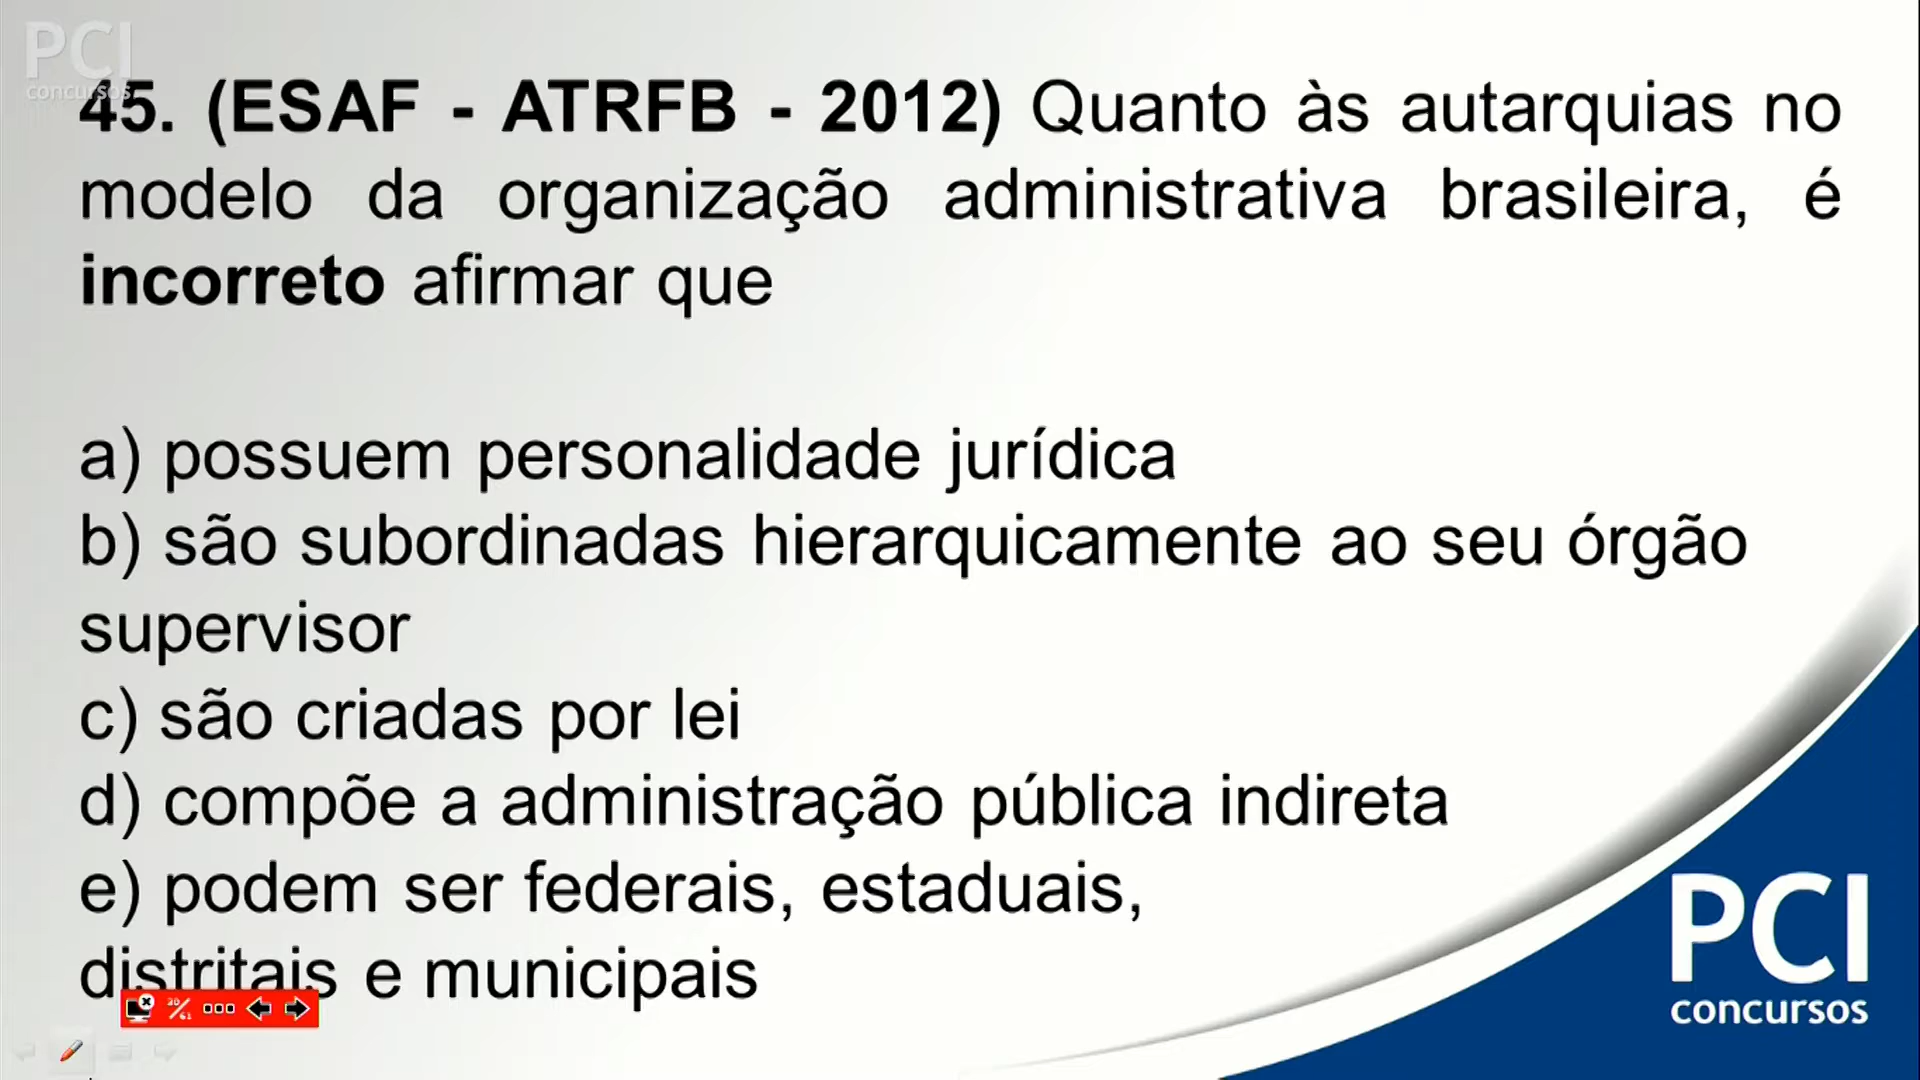 PCI
concursos
45. (ESAF - ATRFB - 2012) Quanto às autarquias no
modelo da organização administrativa brasileira, é
incorreto afirmar que
a) possuem personalidade jurídica
b) são subordinadas hierarquicamente ao seu órgão
supervisor
c) são criadas por lei
d) compõe a administração pública indireta
e) podem ser federais, estaduais,
distritais e municipais
30/61
PCI
concursos